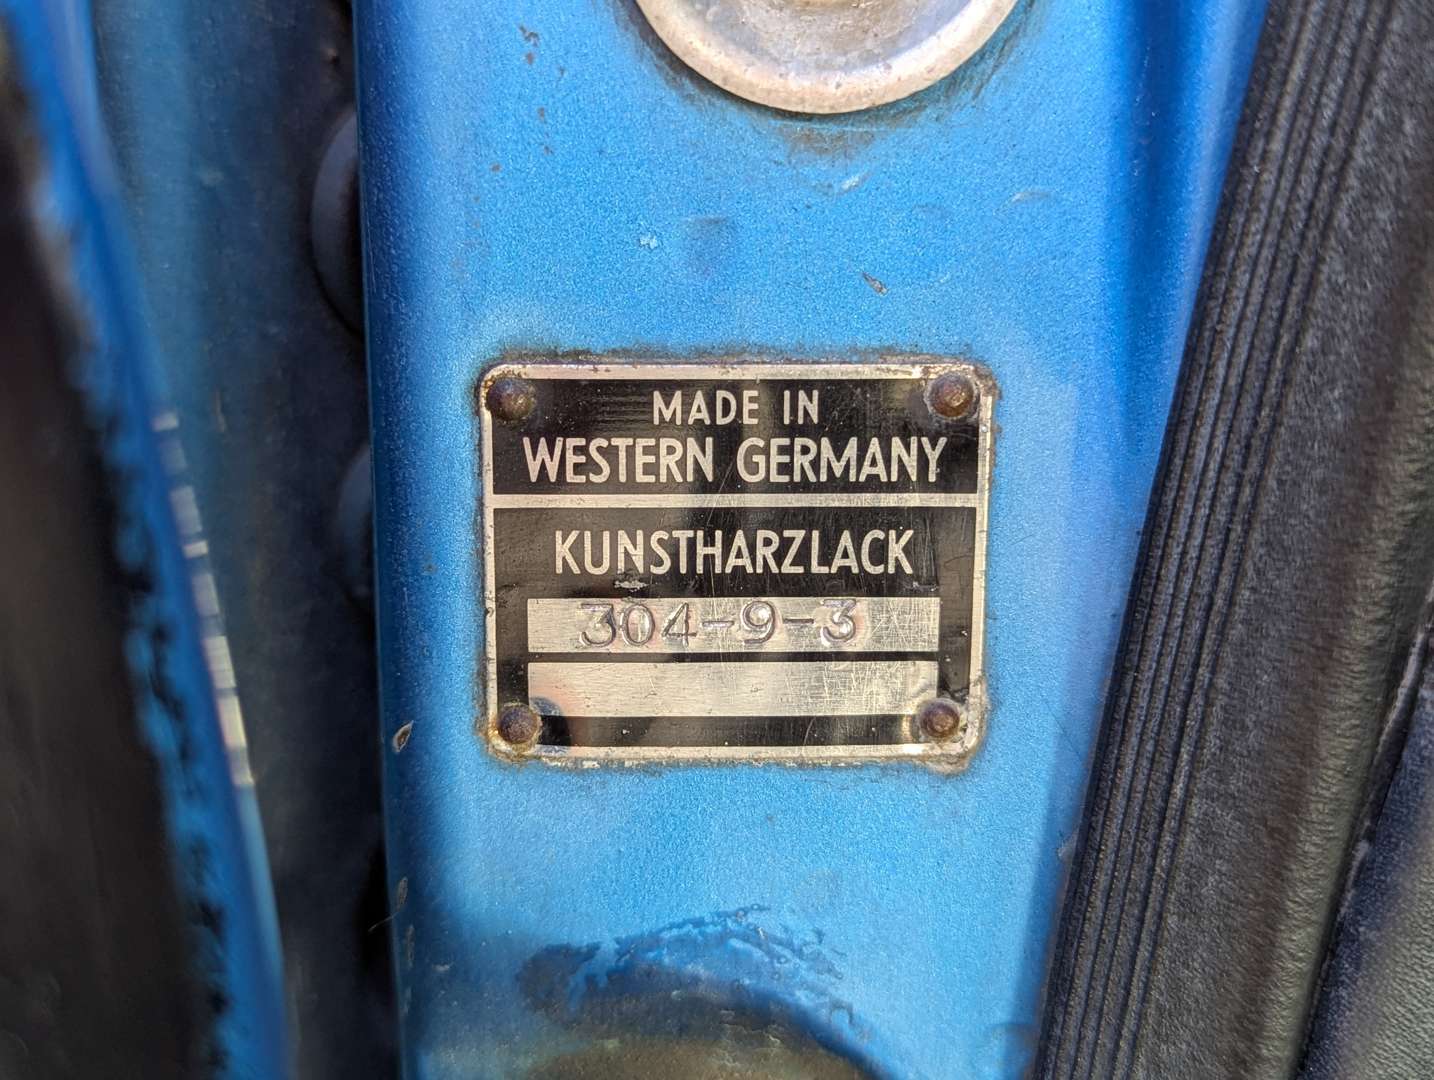 MADE IN
WESTERN GERMANY
KUNSTHARZLACK
304-9-3